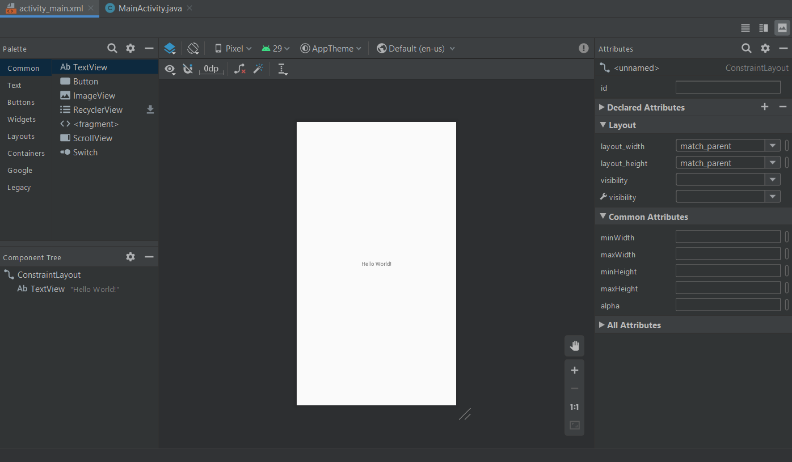 activity_main.xml
MainActivity.java
Palette
Common
Text
Buttons
Widgets
Layouts
Containers
Google
Legacy
Ab TextView
Button
ImageView
RecyclerView
<fragment>
ScrollView
Switch
Component Tree
ConstraintLayout
Ab TextView "Hello World!"
Pixel 29 AppTheme Default (en-us)
0dp
Hello World!
1:1
Attributes
<unnamed> ConstraintLayout
id
Declared Attributes
Layout
layout_width match_parent
layout_height match_parent
visibility
visibility
Common Attributes
minWidth
maxWidth
minHeight
maxHeight
alpha
All Attributes